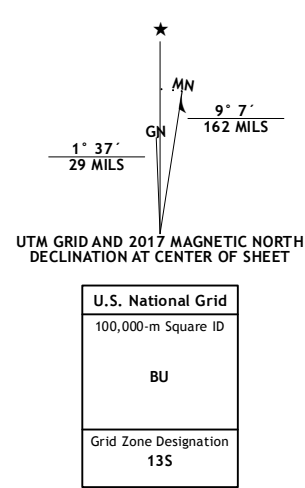 ★
MN
9° 7´
162 MILS
GN
1° 37´
29 MILS
UTM GRID AND 2017 MAGNETIC NORTH
DECLINATION AT CENTER OF SHEET
U.S. National Grid
100,000-m Square ID
BU
Grid Zone Designation
13S